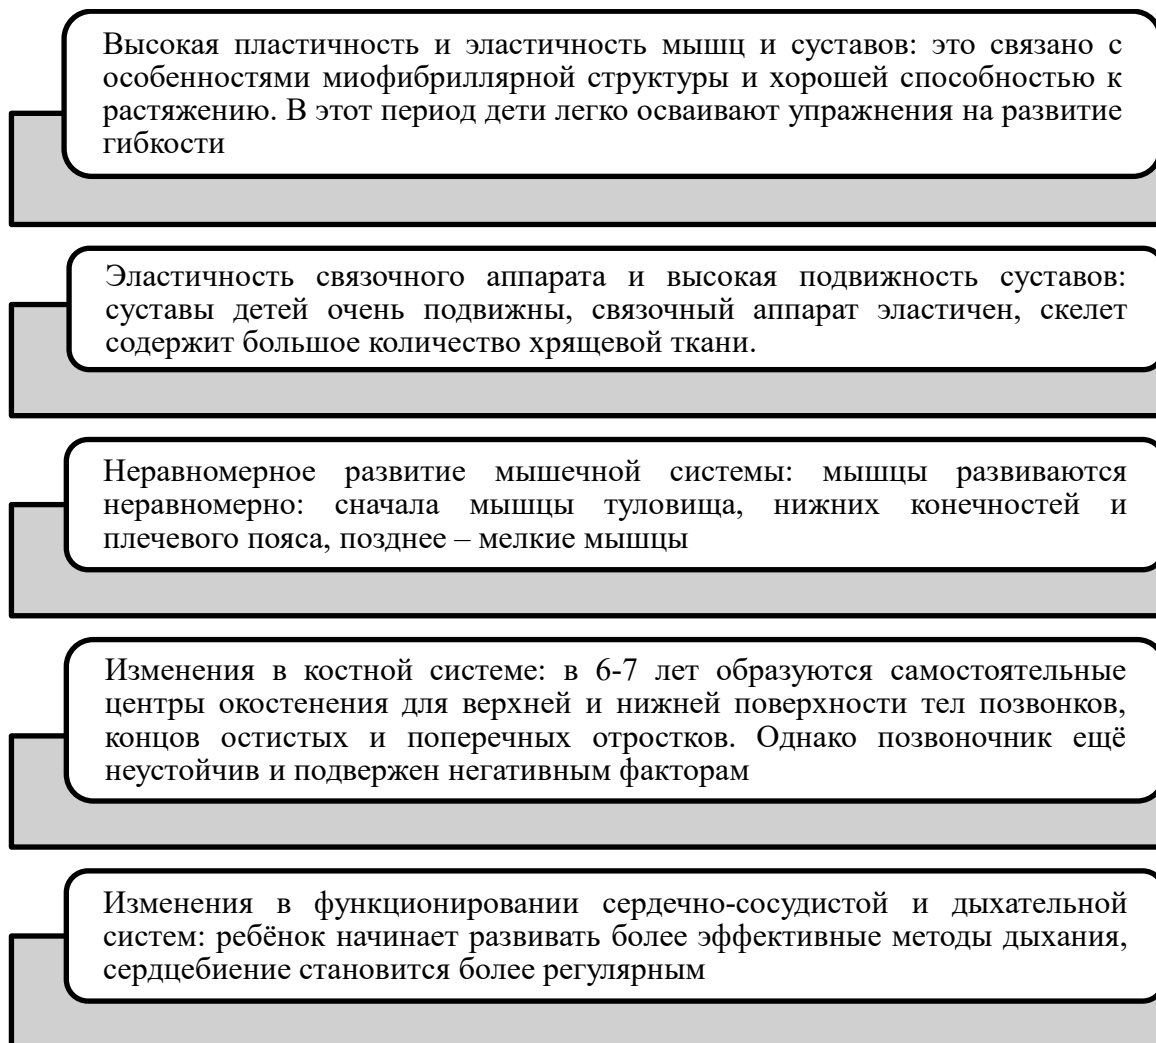 Высокая пластичность и эластичность мышц и суставов: это связано с
особенностями миофибриллярной структуры и хорошей способностью к
растяжению. В этот период дети легко осваивают упражнения на развитие
гибкости
Эластичность связочного аппарата и высокая подвижность суставов:
суставы детей очень подвижны, связочный аппарат эластичен, скелет
содержит большое количество хрящевой ткани.
Неравномерное развитие мышечной системы: мышцы развиваются
неравномерно: сначала мышцы туловища, нижних конечностей и
плечевого пояса, позднее – мелкие мышцы
Изменения в костной системе: в 6-7 лет образуются самостоятельные
центры окостенения для верхней и нижней поверхности тел позвонков,
концов остистых и поперечных отростков. Однако позвоночник ещё
неустойчив и подвержен негативным факторам
Изменения в функционировании сердечно-сосудистой и дыхательной
систем: ребёнок начинает развивать более эффективные методы дыхания,
сердцебиение становится более регулярным